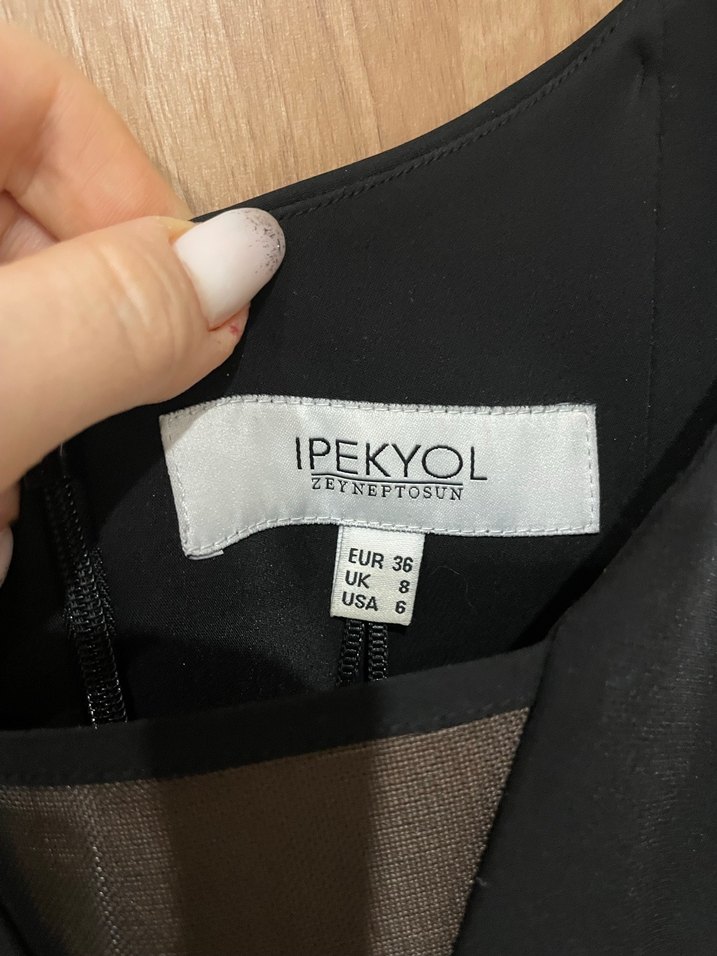 IPEKYOL
ZEYNEPTOSUN
EUR 36
UK 8
USA 6